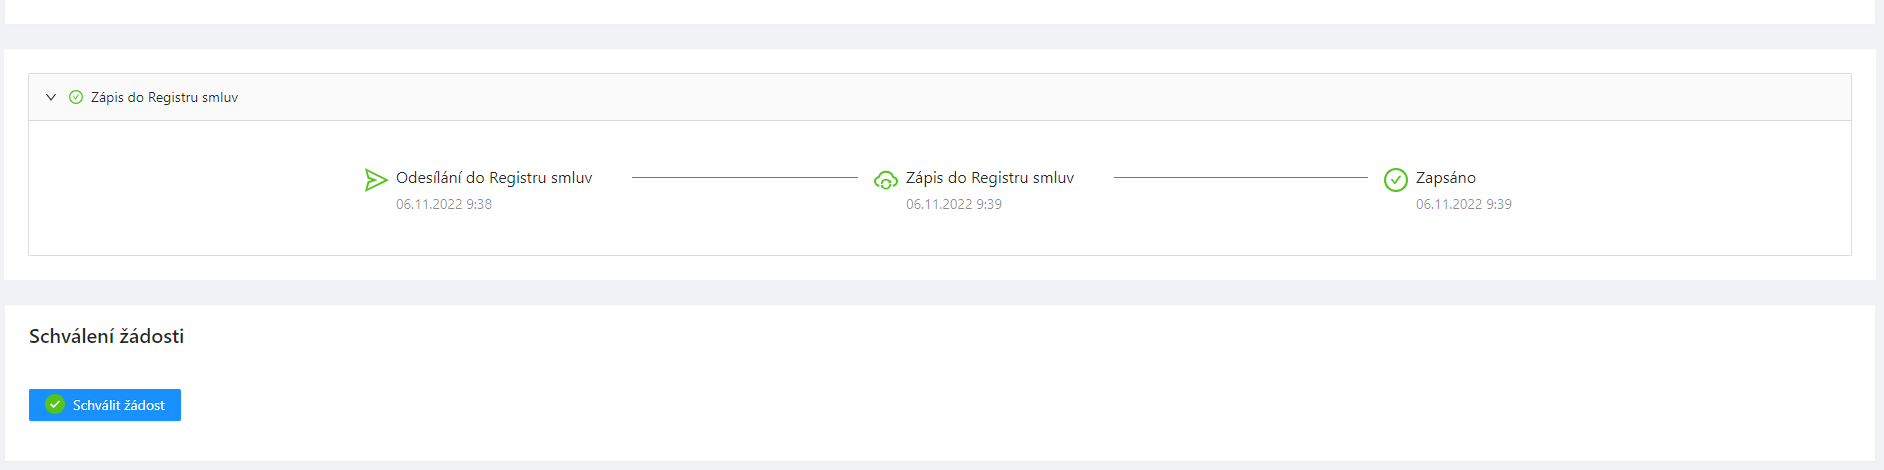 Zápis do Registru smluv
Odesílání do Registru smluv
06.11.2022 9:38
Zápis do Registru smluv
06.11.2022 9:39
Zapsáno
06.11.2022 9:39
Schválení žádosti
Schválit žádost